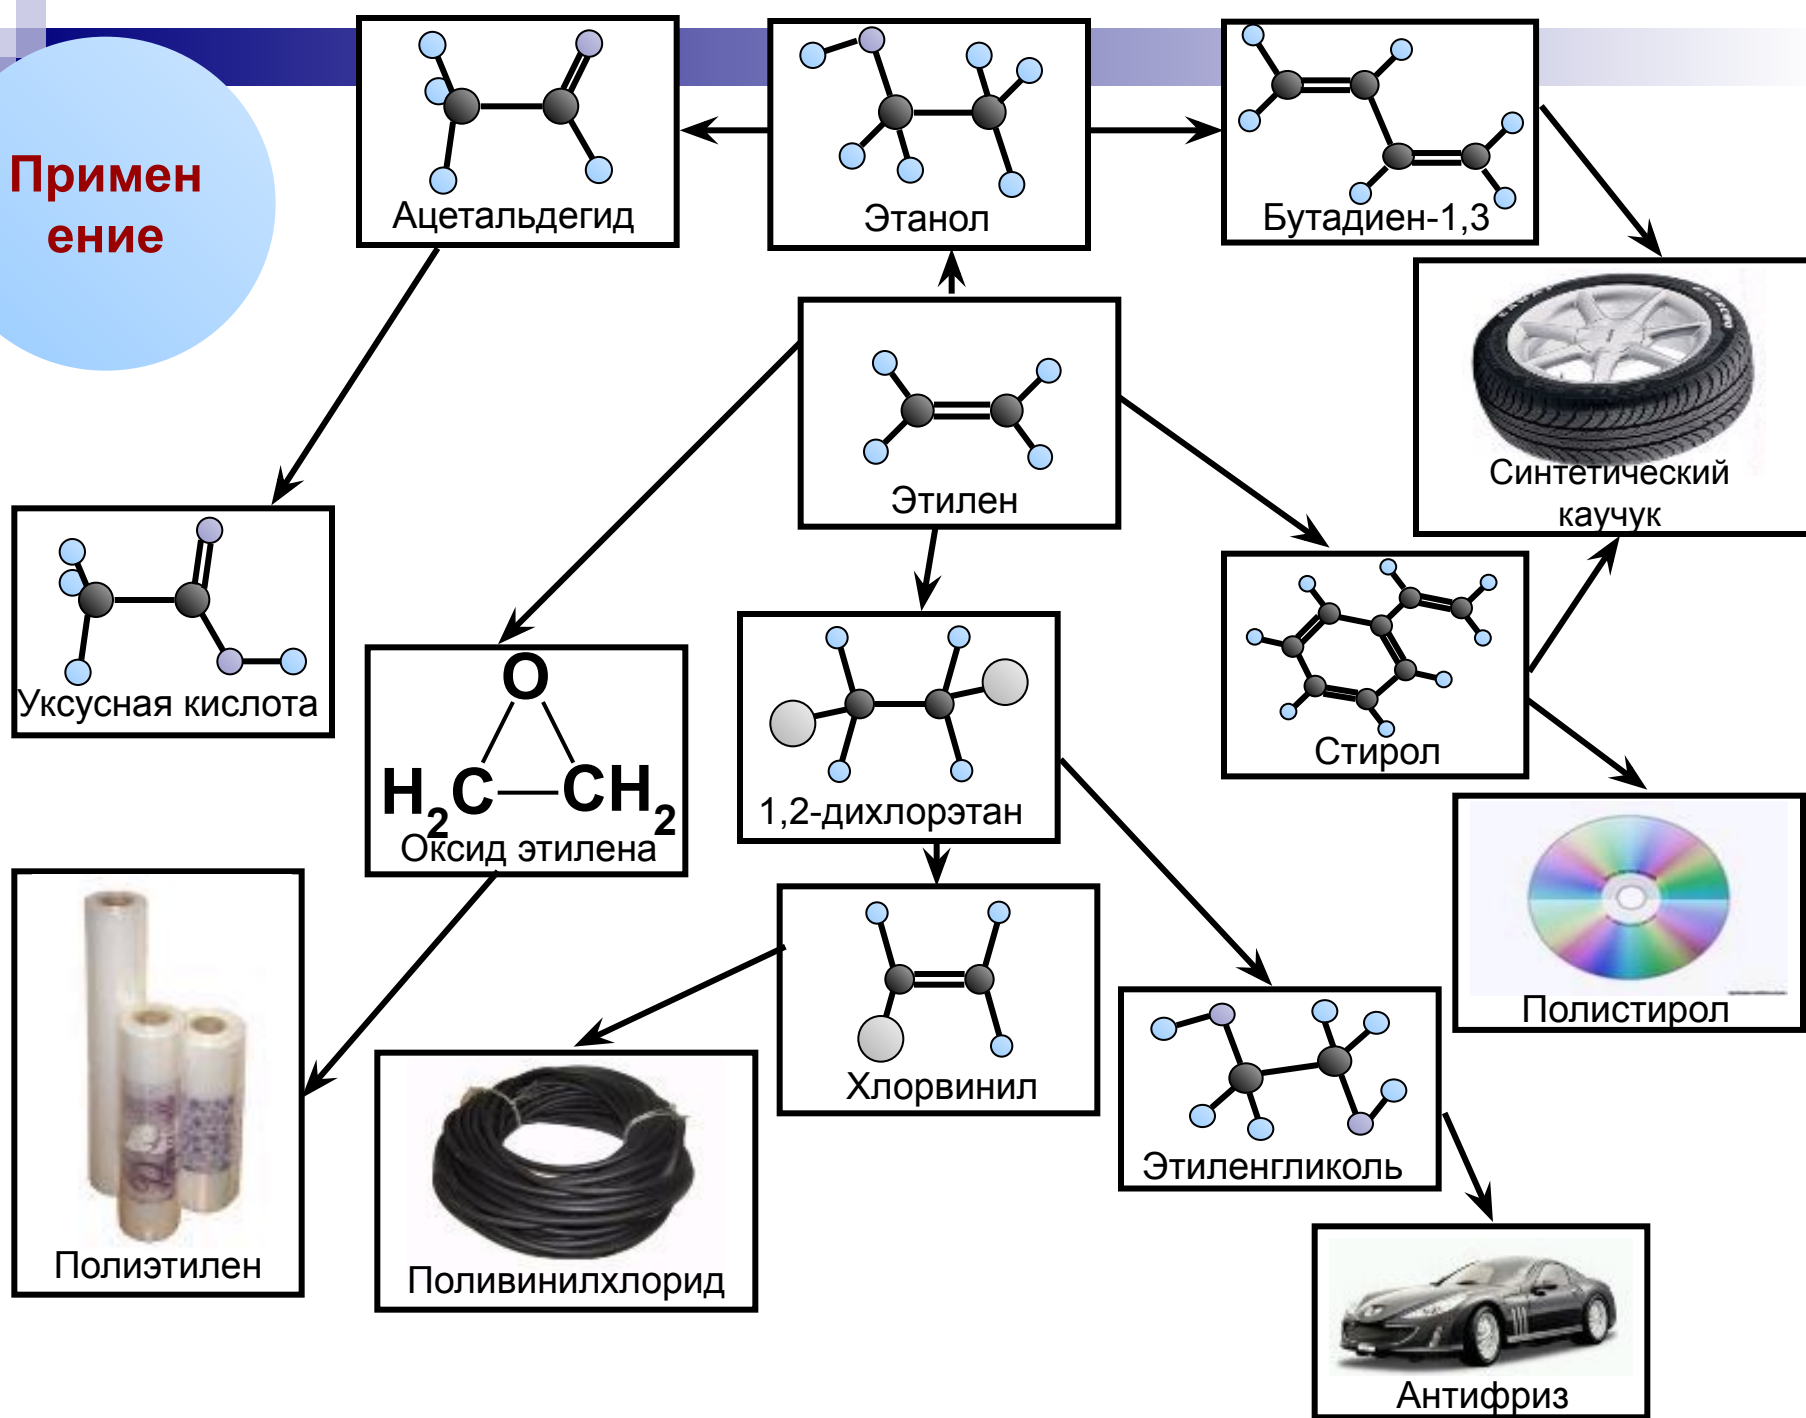 Примен
ение
Ацетальдегид
Этанол
Бутадиен-1,3
Этилен
Синтетический
каучук
Уксусная кислота
O
H2C—CH2
Оксид этилена
1,2-дихлорэтан
Стирол
Полиэтилен
Поливинилхлорид
Хлорвинил
Этиленгликоль
Полистирол
Антифриз